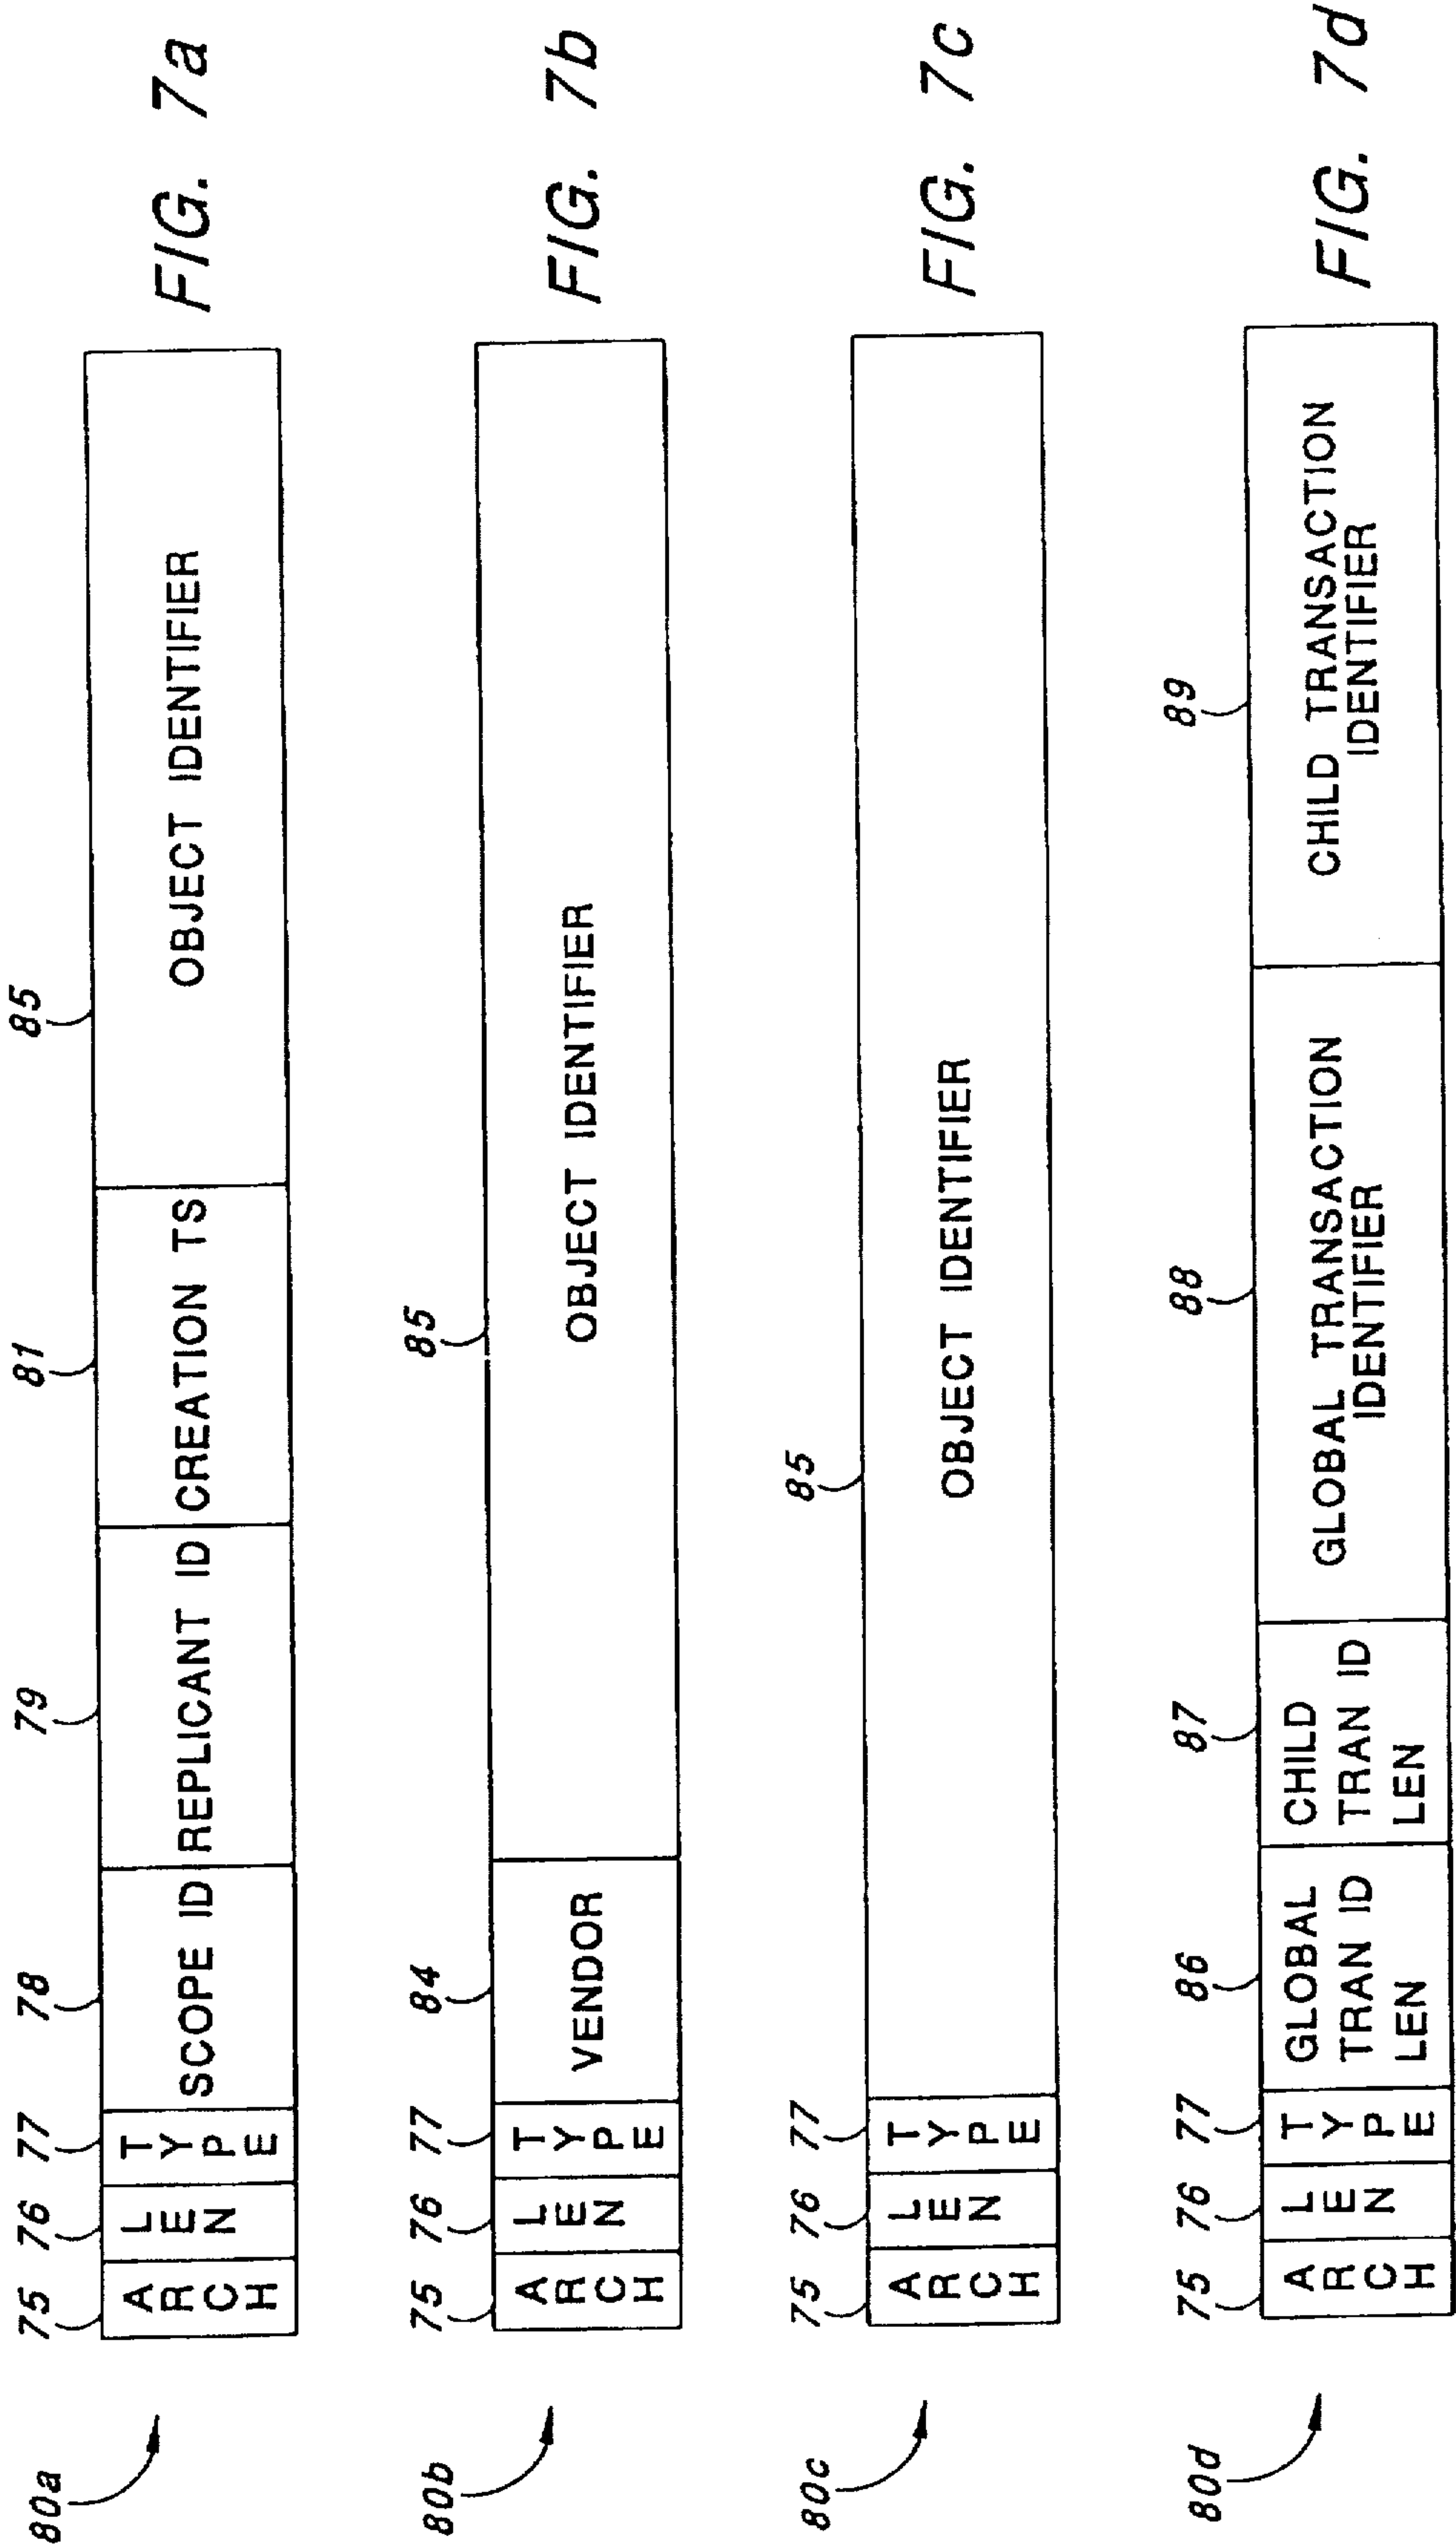 75 76 77 78 79 81 85
80a
ARCH
LEN
TYPE
SCOPE ID
REPLICANT ID
CREATION TS
OBJECT IDENTIFIER
FIG. 7a
75 76 77 84 85
80b
ARCH
LEN
TYPE
VENDOR
OBJECT IDENTIFIER
FIG. 7b
75 76 77 85
80c
ARCH
LEN
TYPE
OBJECT IDENTIFIER
FIG. 7c
75 76 77 86 87 88 89
80d
ARCH
LEN
TYPE
GLOBAL
TRAN ID
LEN
CHILD
TRAN ID
LEN
GLOBAL TRANSACTION
IDENTIFIER
CHILD TRANSACTION
IDENTIFIER
FIG. 7d